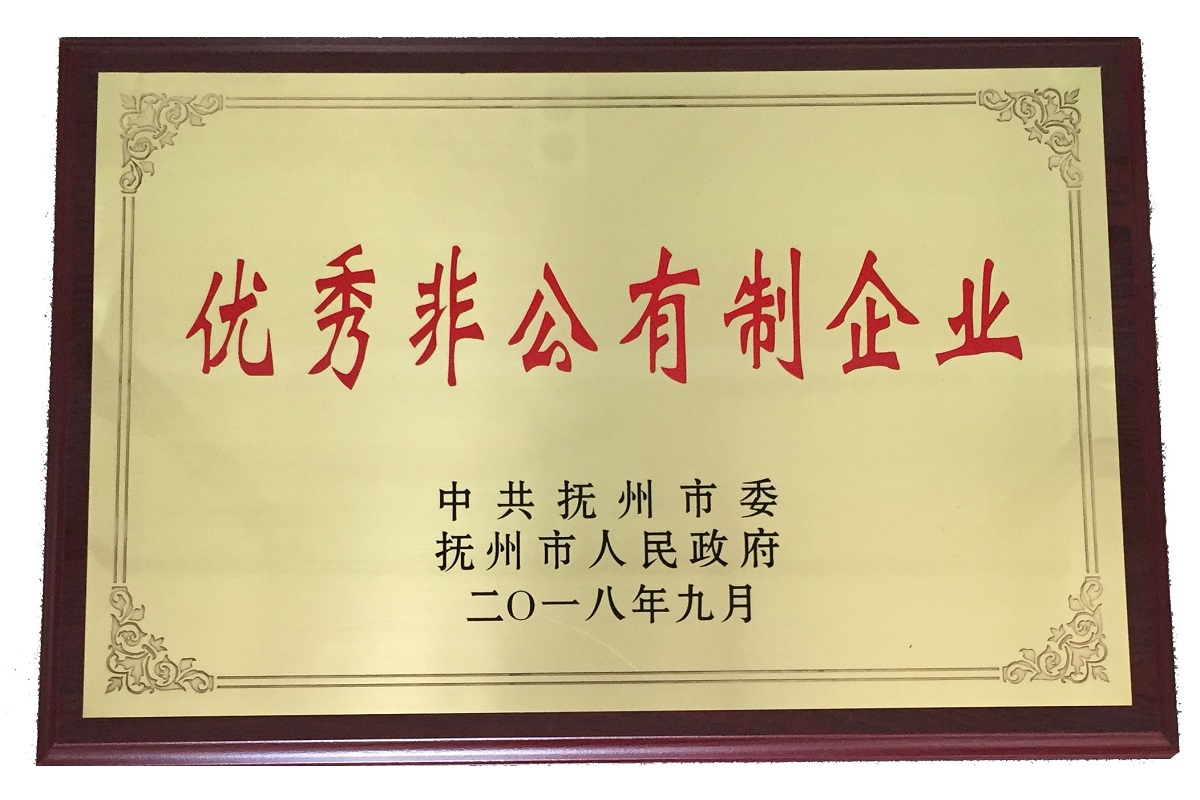 优秀非公有制企业
中共抚州市委
抚州市人民政府
二〇一八年九月